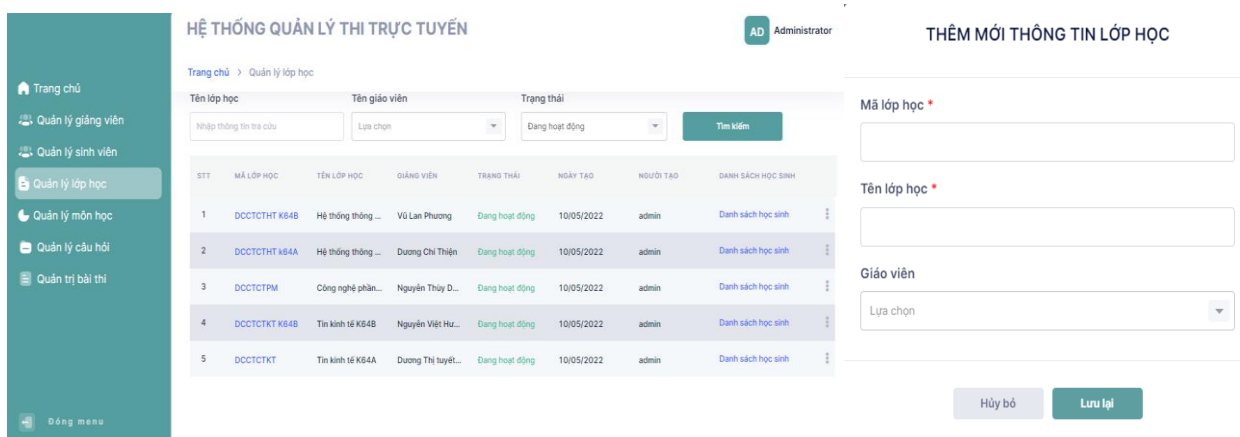 HỆ THỐNG QUẢN LÝ THI TRỰC TUYẾN
AD Administrator
Trang chủ > Quản lý lớp học
Trang chủ
Quản lý giảng viên
Quản lý sinh viên
Quản lý lớp học
Quản lý môn học
Quản lý câu hỏi
Quản trị bài thi
Đóng menu
Tên lớp học Tên giáo viên Trạng thái
Nhập thông tin tra cứu Lựa chọn Đang hoạt động Tìm kiếm
STT MÃ LỚP HỌC TÊN LỚP HỌC GIẢNG VIÊN TRẠNG THÁI NGÀY TẠO NGƯỜI TẠO DANH SÁCH HỌC SINH
1 DCCTCTHT K64B Hệ thống thông ... Vũ Lan Phương Đang hoạt động 10/05/2022 admin Danh sách học sinh
2 DCCTCTHT k64A Hệ thống thông ... Dương Chí Thiện Đang hoạt động 10/05/2022 admin Danh sách học sinh
3 DCCTCTPM Công nghệ phần... Nguyễn Thùy D... Đang hoạt động 10/05/2022 admin Danh sách học sinh
4 DCCTCTKT K64B Tin kinh tế K64B Nguyễn Việt Hư... Đang hoạt động 10/05/2022 admin Danh sách học sinh
5 DCCTCTKT Tin kinh tế K64A Dương Thị tuyết... Đang hoạt động 10/05/2022 admin Danh sách học sinh
THÊM MỚI THÔNG TIN LỚP HỌC
Mã lớp học *
Tên lớp học *
Giáo viên
Lựa chọn
Hủy bỏ Lưu lại